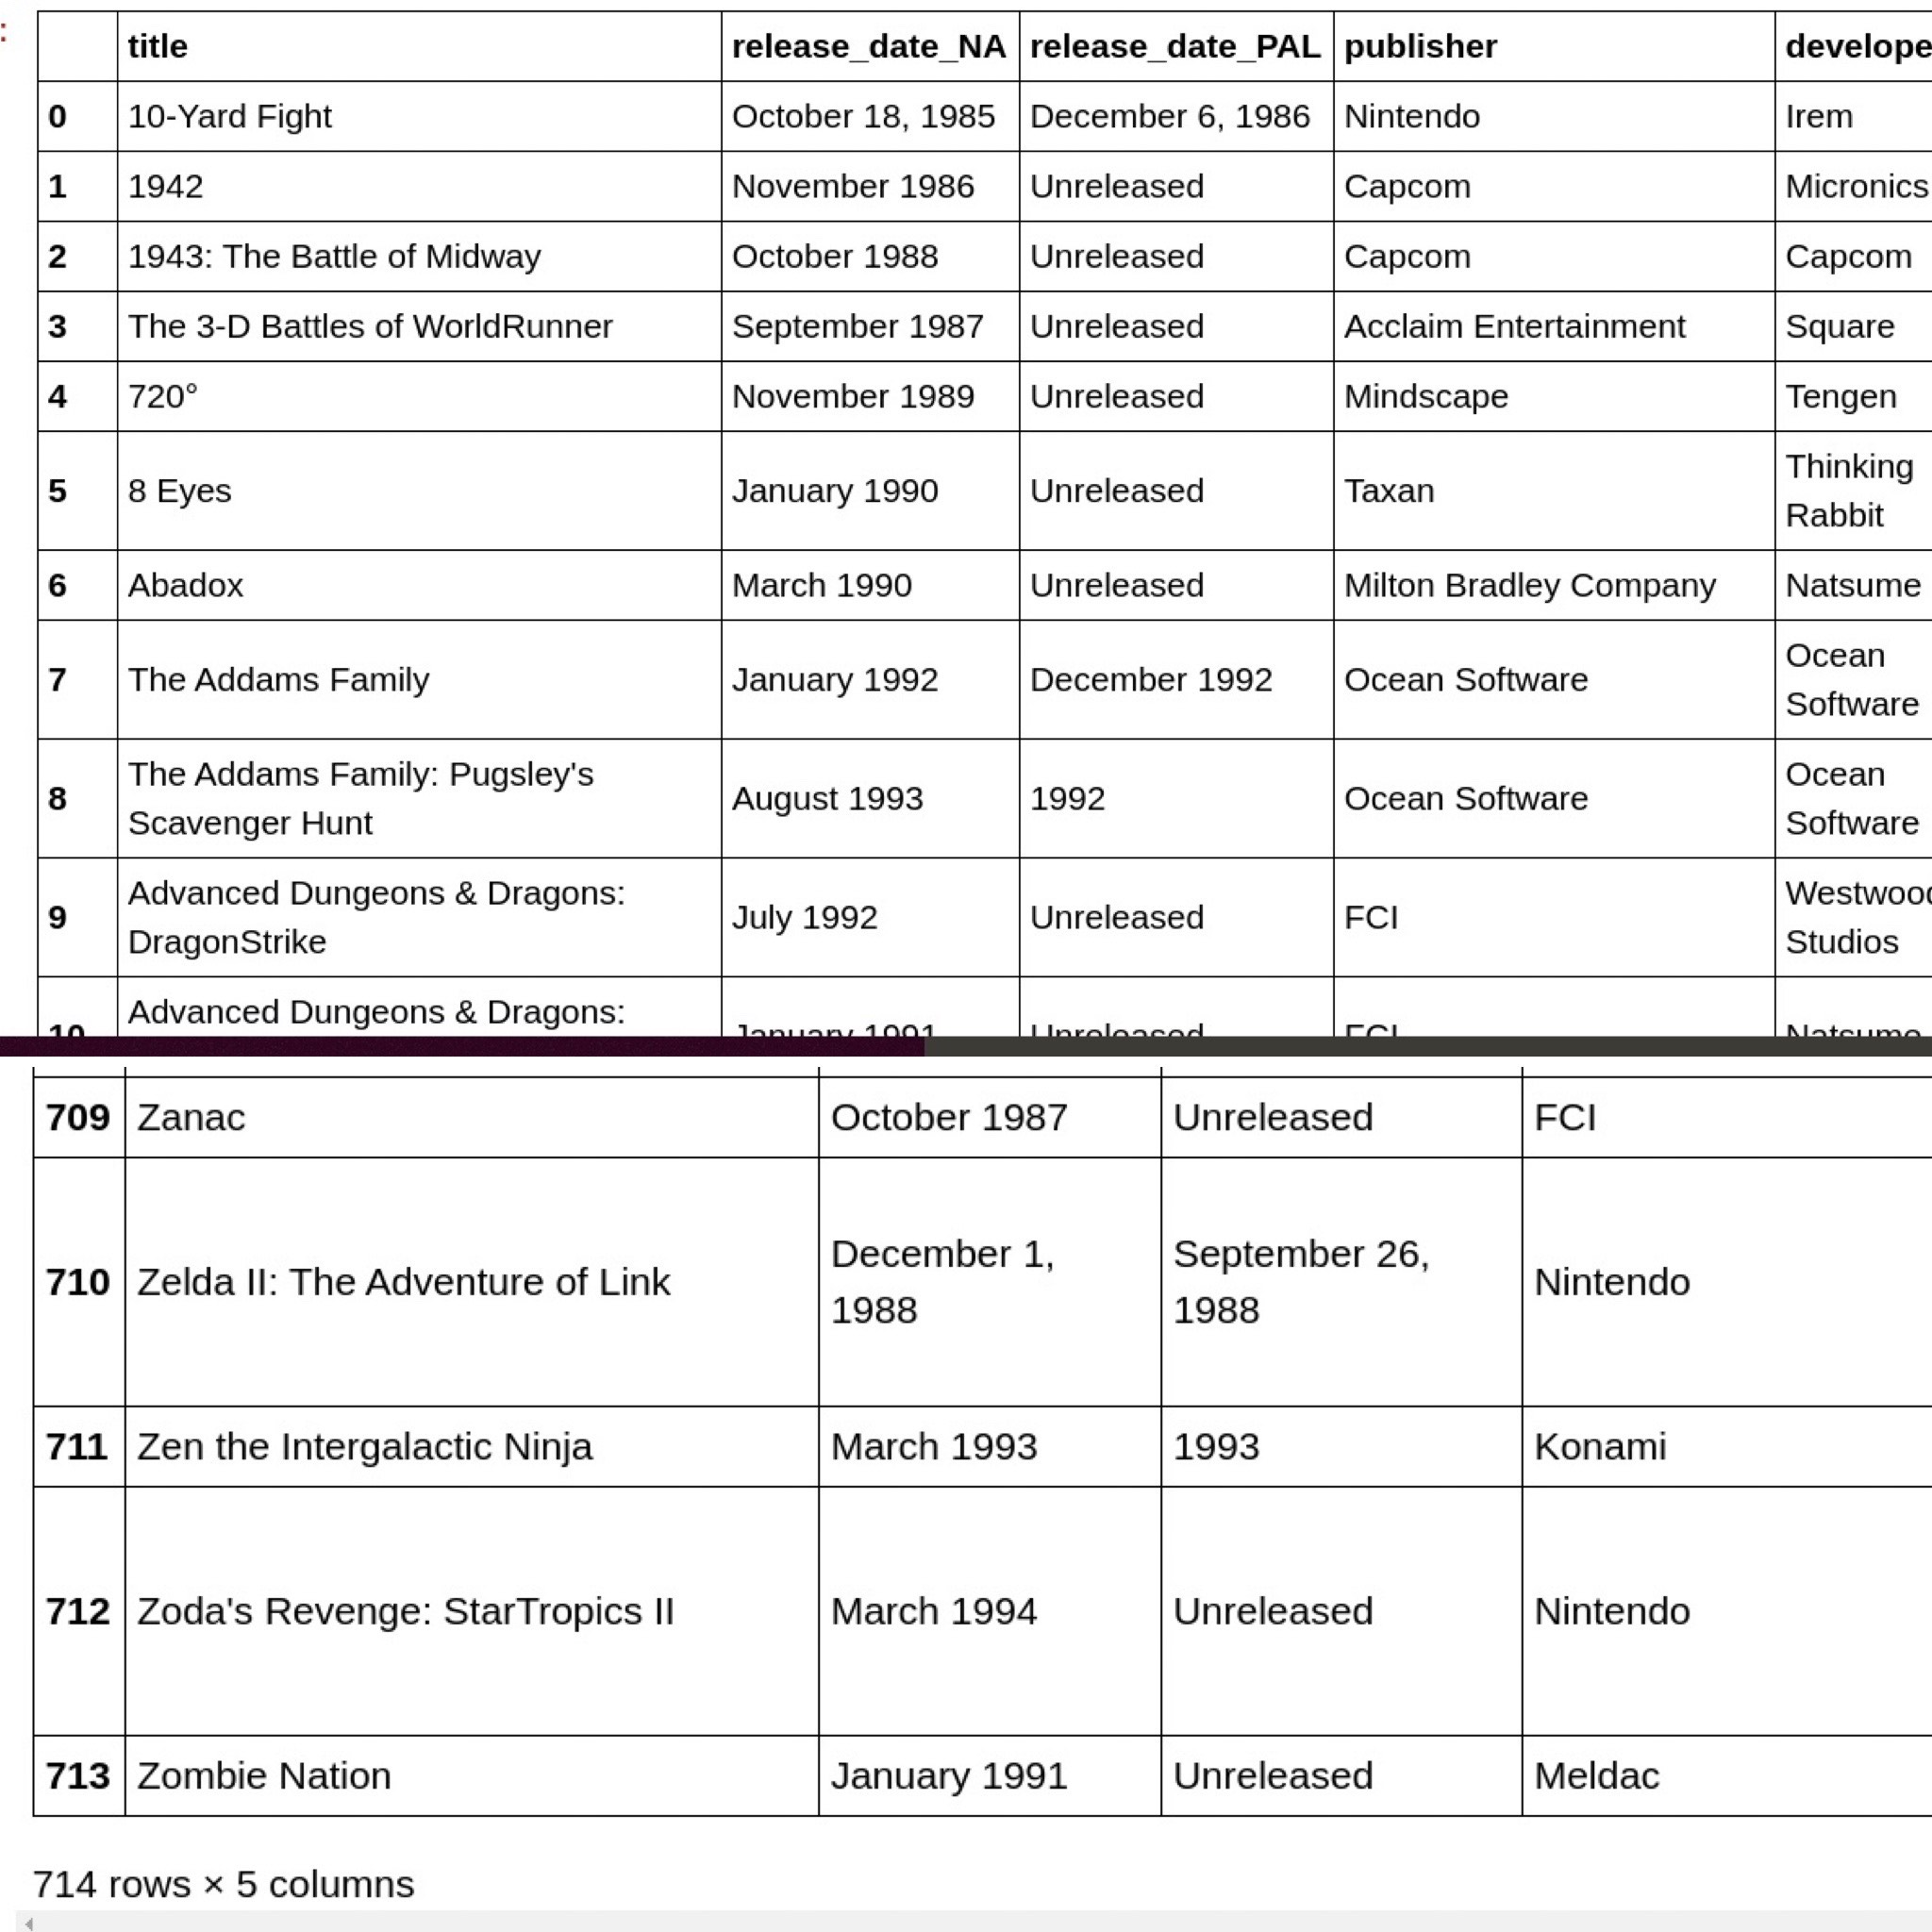 :
title release_date_NA release_date_PAL publisher develope
0 10-Yard Fight October 18, 1985 December 6, 1986 Nintendo Irem
1 1942 November 1986 Unreleased Capcom Micronics
2 1943: The Battle of Midway October 1988 Unreleased Capcom Capcom
3 The 3-D Battles of WorldRunner September 1987 Unreleased Acclaim Entertainment Square
4 720° November 1989 Unreleased Mindscape Tengen
5 8 Eyes January 1990 Unreleased Taxan Thinking
Rabbit
6 Abadox March 1990 Unreleased Milton Bradley Company Natsume
7 The Addams Family January 1992 December 1992 Ocean Software Ocean
Software
8 The Addams Family: Pugsley's August 1993 1992 Ocean Software Ocean
Scavenger Hunt Software
9 Advanced Dungeons & Dragons: July 1992 Unreleased FCI Westwood
DragonStrike Studios
10 Advanced Dungeons & Dragons: January 1991 Unreleased FCI Natsume
709 Zanac October 1987 Unreleased FCI
710 Zelda II: The Adventure of Link December 1, September 26, Nintendo
1988 1988
711 Zen the Intergalactic Ninja March 1993 1993 Konami
712 Zoda's Revenge: StarTropics II March 1994 Unreleased Nintendo
713 Zombie Nation January 1991 Unreleased Meldac
714 rows × 5 columns